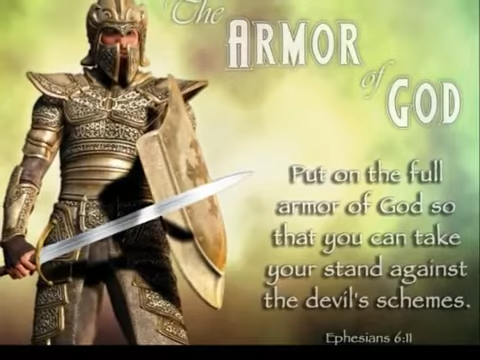 The
ARMOR
of
GOD
Put on the full
armor of God so
that you can take
your stand against
the devil's schemes.
Ephesians 6:11